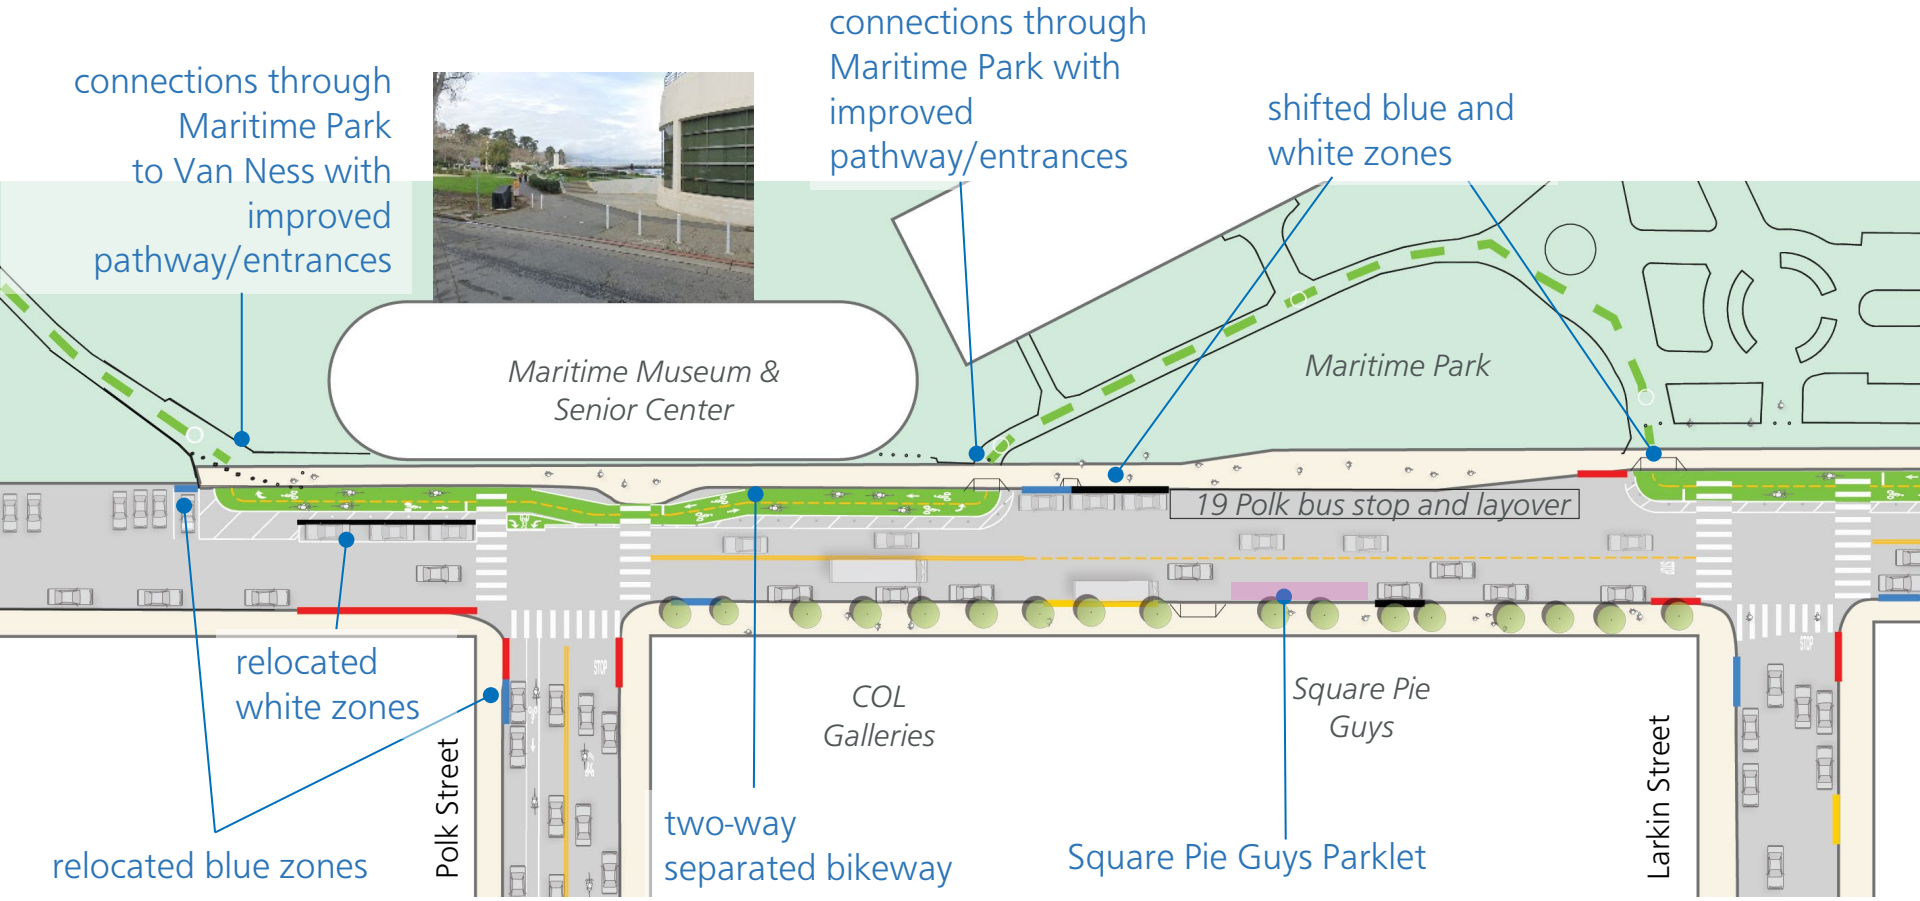 connections through
Maritime Park
to Van Ness with
improved
pathway/entrances
connections through
Maritime Park with
improved
pathway/entrances
shifted blue and
white zones
Maritime Museum &
Senior Center
Maritime Park
19 Polk bus stop and layover
STOP
relocated
white zones
relocated blue zones
Polk Street
STOP
COL
Galleries
two-way
separated bikeway
Square Pie
Guys
Square Pie Guys Parklet
Larkin Street
STOP